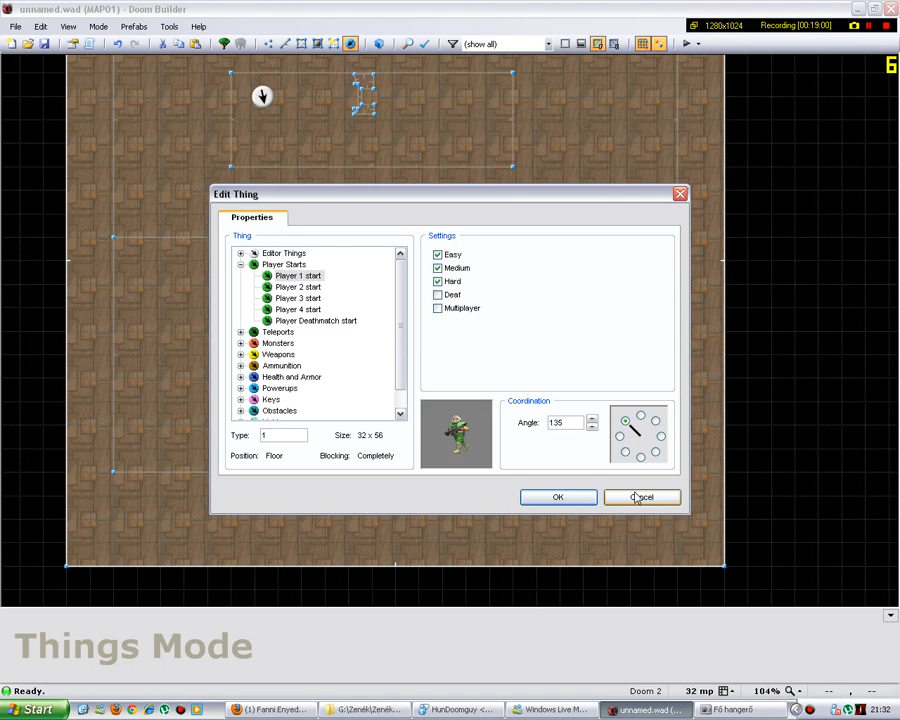 unnamed.wad (MAP01) - Doom Builder
File Edit View Mode Prefabs Tools Help
1280x1024 Recording [00:19:00]
(show all)
6
Edit Thing
Properties
Thing
Editor Things
Player Starts
Player 1 start
Player 2 start
Player 3 start
Player 4 start
Player Deathmatch start
Teleports
Monsters
Weapons
Ammunition
Health and Armor
Powerups
Keys
Obstacles
Type: 1 Size: 32 x 56
Position: Floor Blocking: Completely
Settings
Easy
Medium
Hard
Deaf
Multiplayer
Coordination
Angle: 135
OK Cancel
Things Mode
Ready. Doom 2 32 mp 104% -- , --
Start (1) Fanni Enyed... G:\Zenék\Zenék... HunDoomguy <... Windows Live M... unnamed.wad (... Fő hangerő 21:32